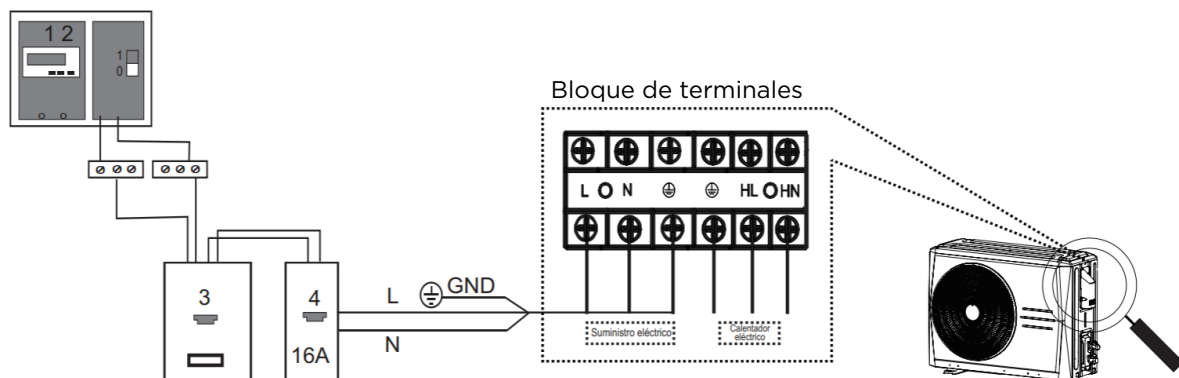 1 2
1
0
Bloque de terminales
L N HL HN
3
4
16A
L
GND
N
Suministro eléctrico
Calentador
eléctrico